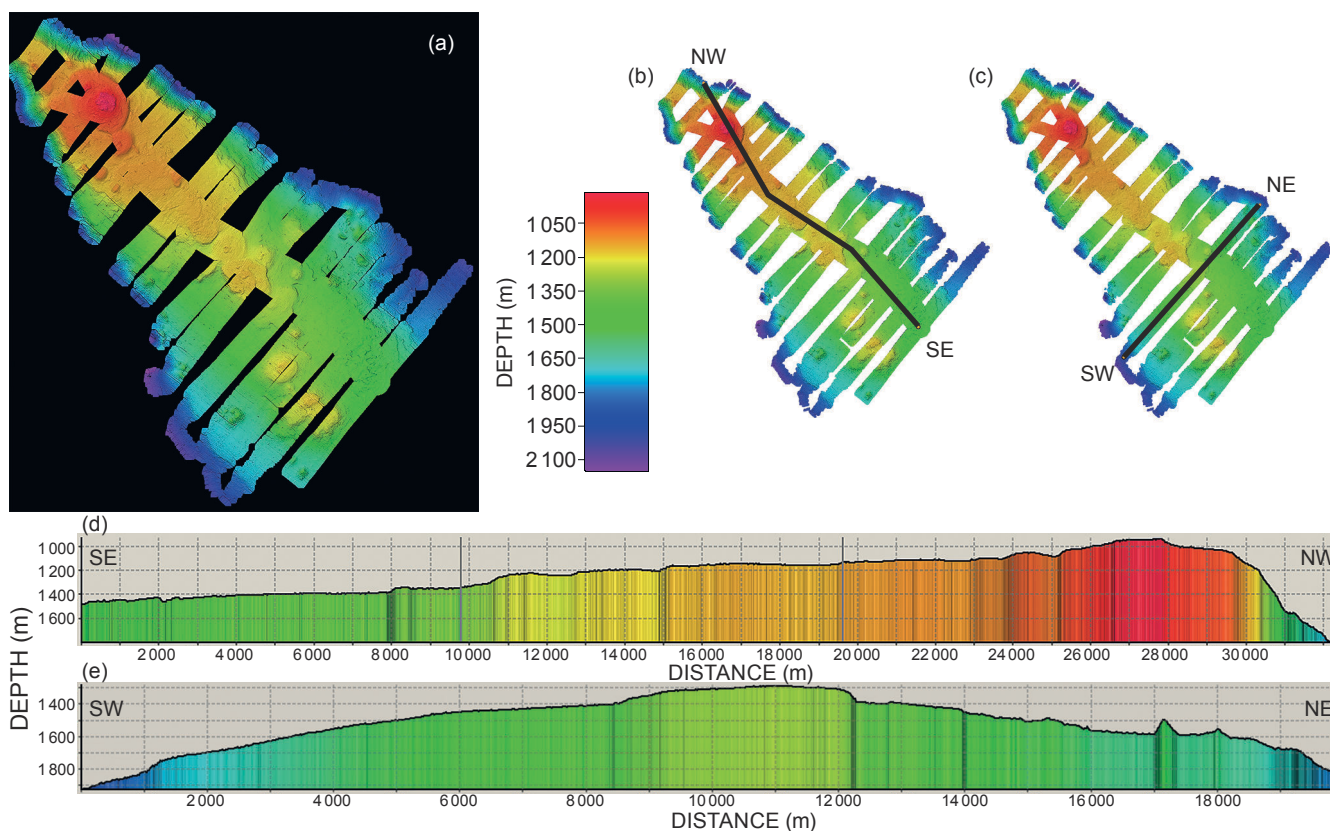 (a)
(b)
NW
SE
(c)
NE
SW
DEPTH (m)
1 050
1 200
1 350
1 500
1 650
1 800
1 950
2 100
(d)
SE
NW
1 000
1 200
1 400
1 600
2 000 4 000 6 000 8 000 10 000 12 000 14 000 16 000 18 000 20 000 22 000 24 000 26 000 28 000 30 000
DISTANCE (m)
DEPTH (m)
(e)
SW
NE
1 400
1 600
1 800
2 000 4 000 6 000 8 000 10 000 12 000 14 000 16 000 18 000
DISTANCE (m)